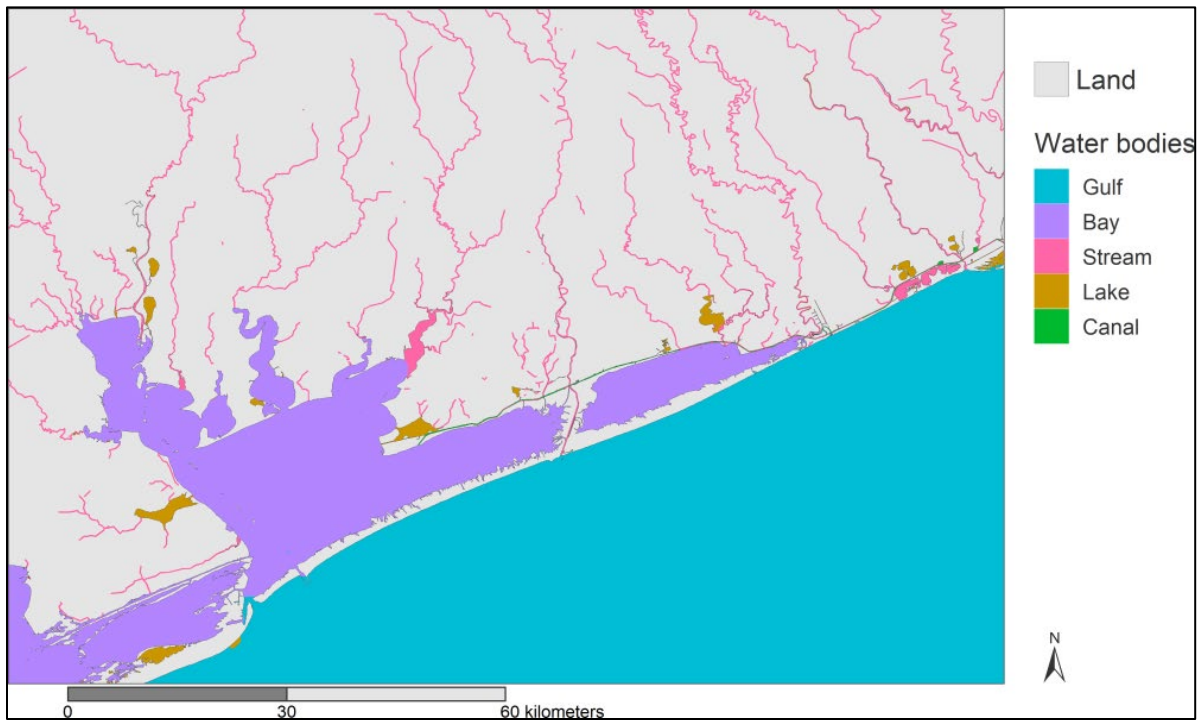 Land
Water bodies
Gulf
Bay
Stream
Lake
Canal
N
0 30 60 kilometers